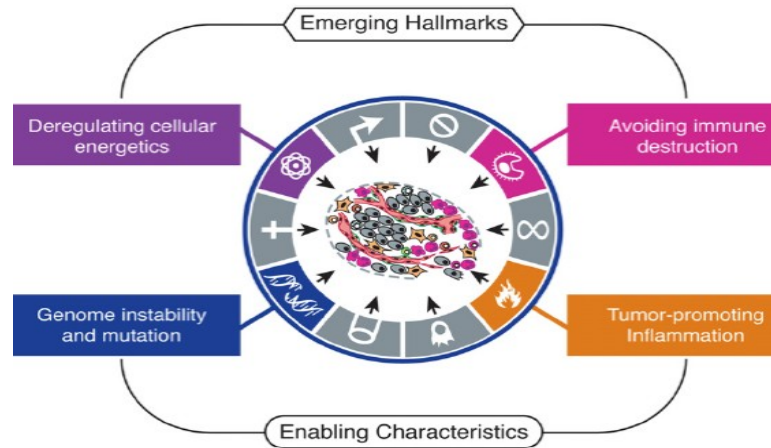 Emerging Hallmarks
Deregulating cellular
energetics
Avoiding immune
destruction
Genome instability
and mutation
Tumor-promoting
Inflammation
Enabling Characteristics